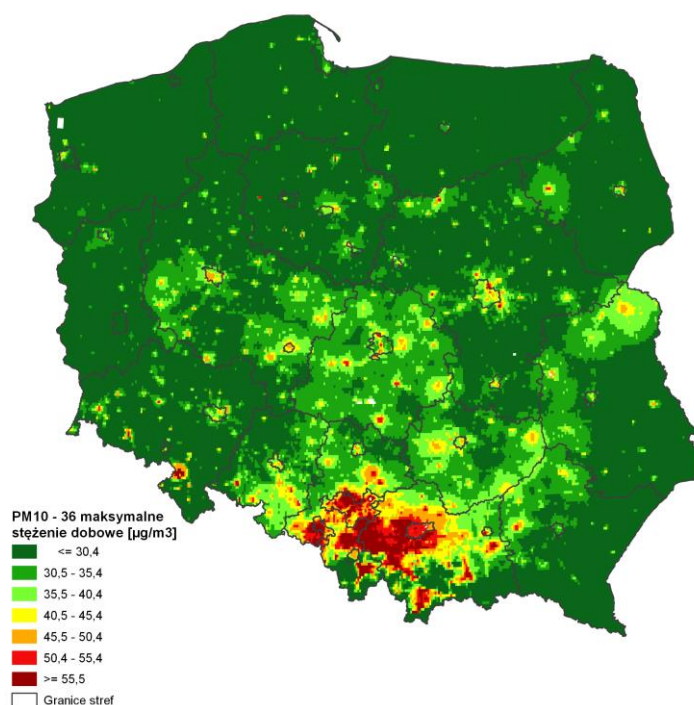 PM10 - 36 maksymalne
stężenie dobowe [µg/m3]
<= 30,4
30,5 - 35,4
35,5 - 40,4
40,5 - 45,4
45,5 - 50,4
50,4 - 55,4
>= 55,5
Granice stref